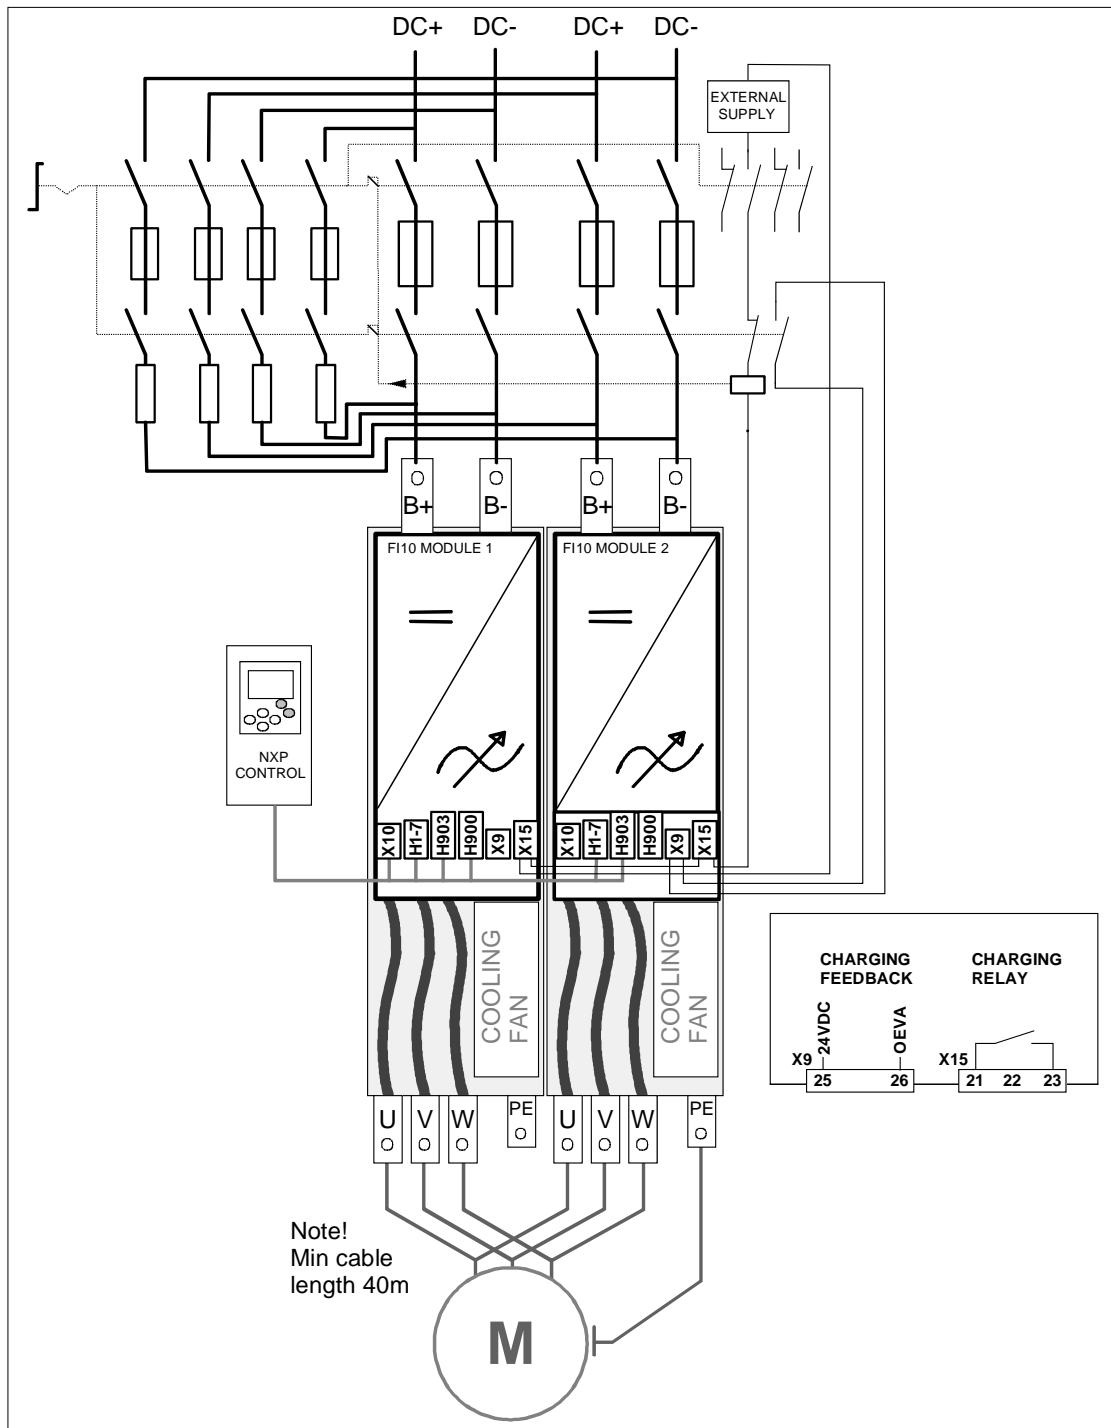 DC+ DC- DC+ DC-
EXTERNAL
SUPPLY
B+ B- B+ B-
FI10 MODULE 1
FI10 MODULE 2
NXP
CONTROL
X10 H1-7 H903 H900 X9 X15
X10 H1-7 H903 H900 X9 X15
COOLING
FAN
COOLING
FAN
CHARGING
FEEDBACK
CHARGING
RELAY
24VDC
OEVA
X9
25 26
X15
21 22 23
U V W PE U V W PE
Note!
Min cable
length 40m
M